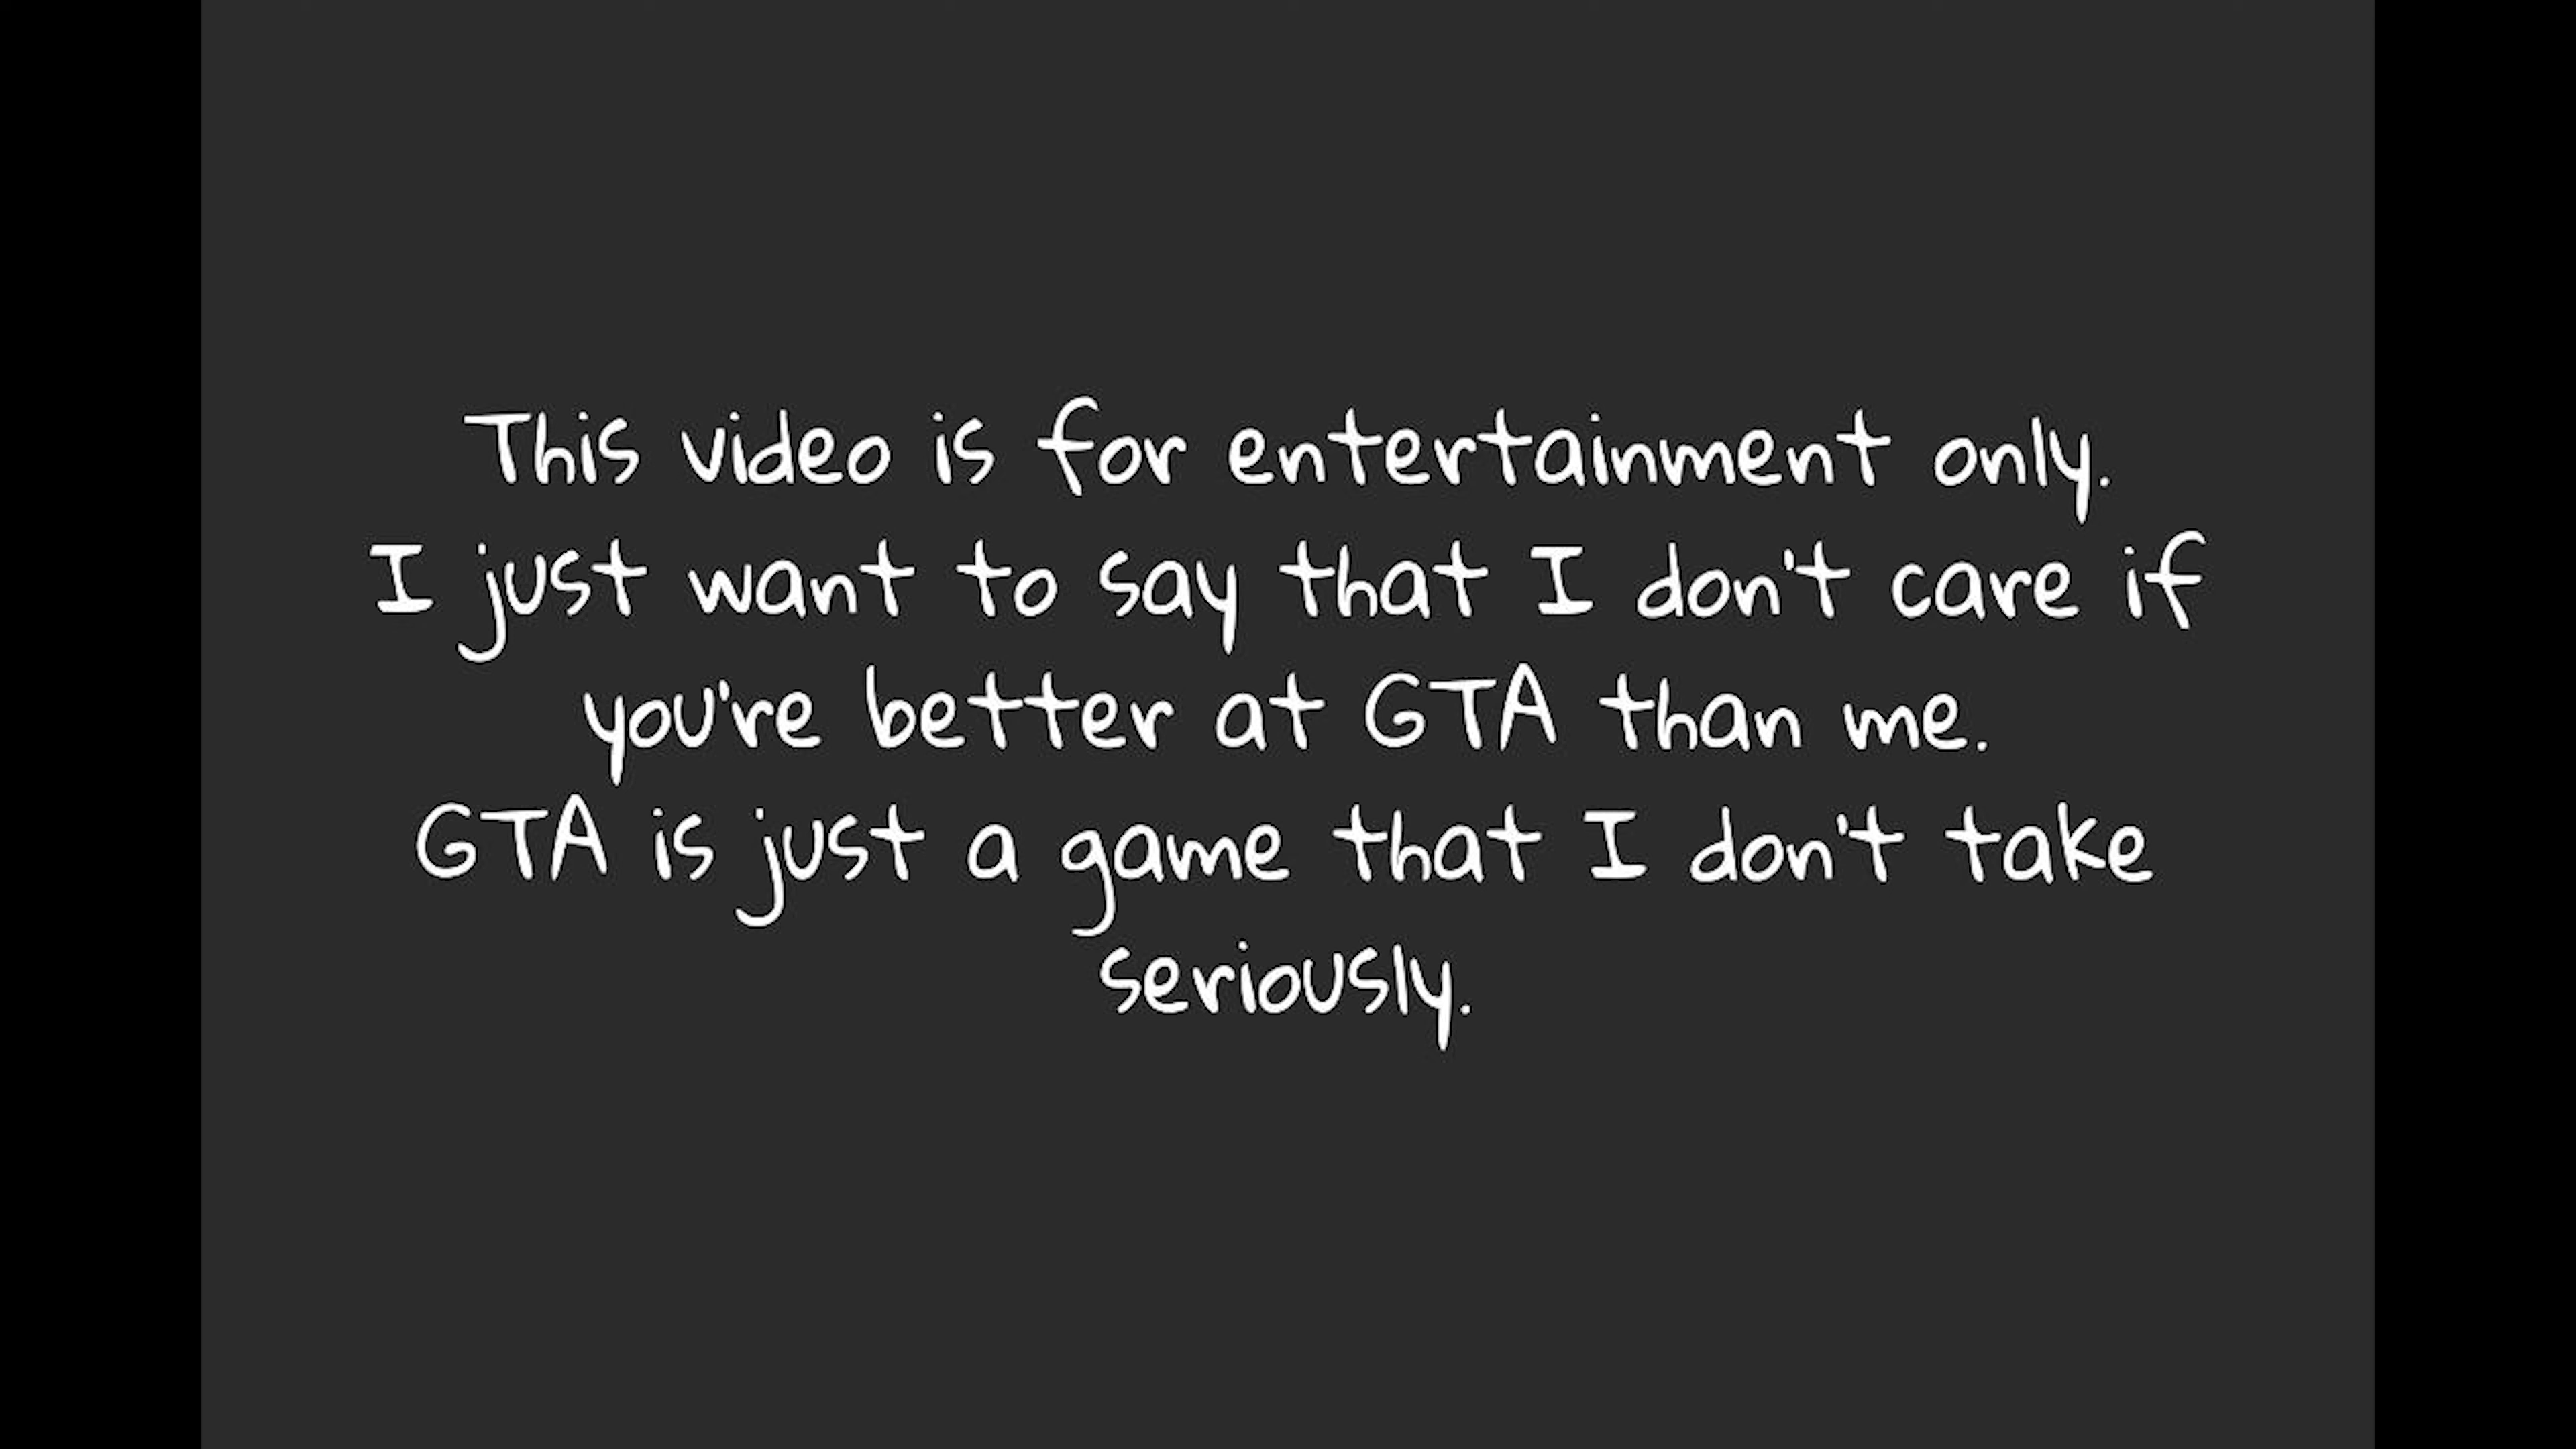 This video is for entertainment only.
I just want to say that I don't care if
you're better at GTA than me.
GTA is just a game that I don't take
seriously.